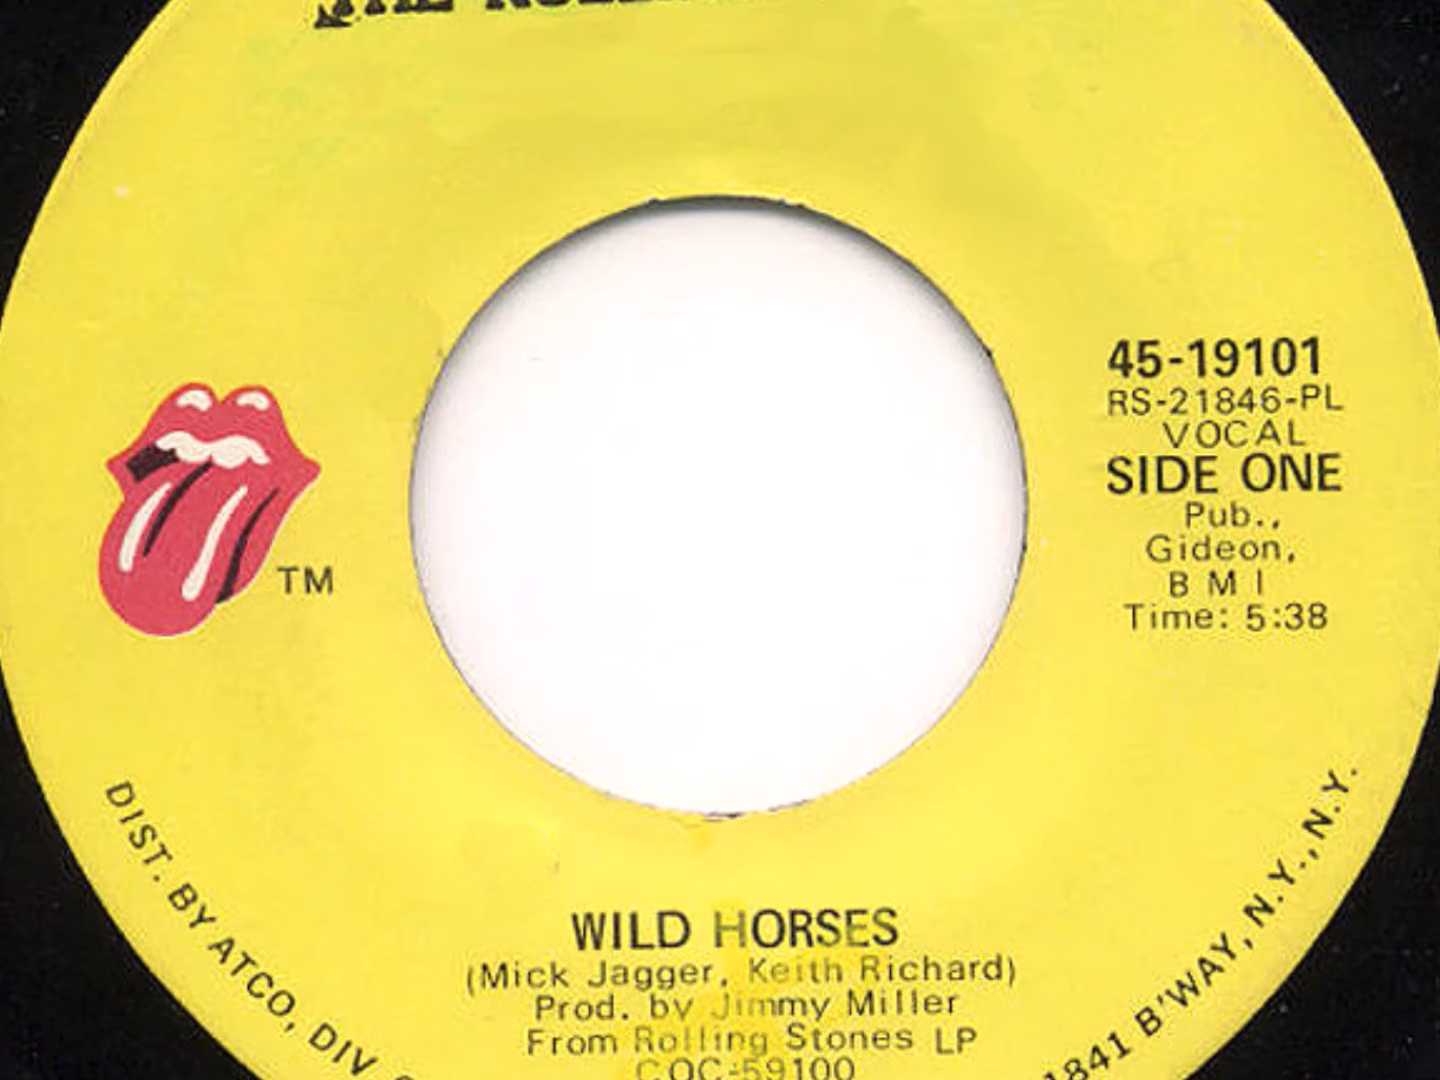 45-19101
RS-21846-PL
VOCAL
SIDE ONE
Pub.,
Gideon,
B M I
Time: 5:38
TM
WILD HORSES
(Mick Jagger, Keith Richard)
Prod. by Jimmy Miller
From Rolling Stones LP
COC-59100
DIST. BY ATCO, DIV
1841 B'WAY, N.Y., N.Y.